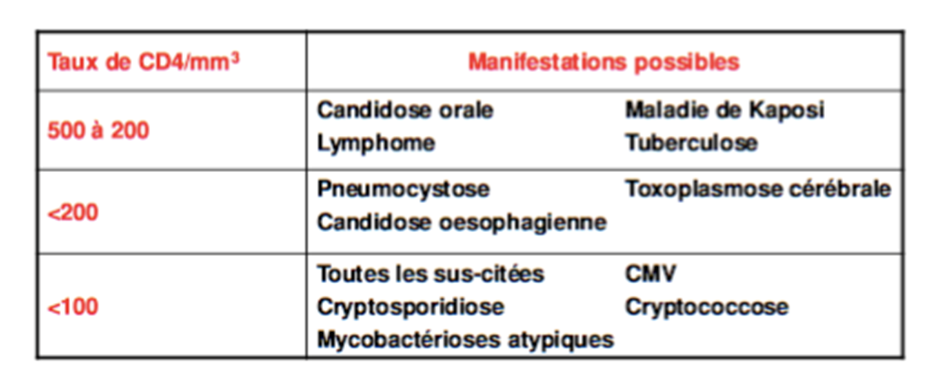 Taux de CD4/mm³ Manifestations possibles
500 à 200
Candidose orale Maladie de Kaposi
Lymphome Tuberculose
<200
Pneumocystose Toxoplasmose cérébrale
Candidose oesophagienne
<100
Toutes les sus-citées CMV
Cryptosporidiose Cryptococcose
Mycobactérioses atypiques